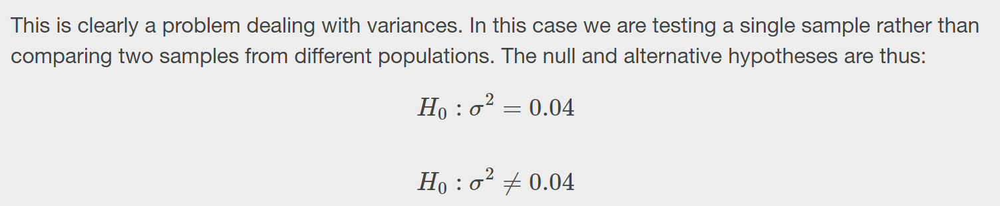 This is clearly a problem dealing with variances. In this case we are testing a single sample rather than
comparing two samples from different populations. The null and alternative hypotheses are thus:
H₀ : σ² = 0.04
H₀ : σ² ≠ 0.04